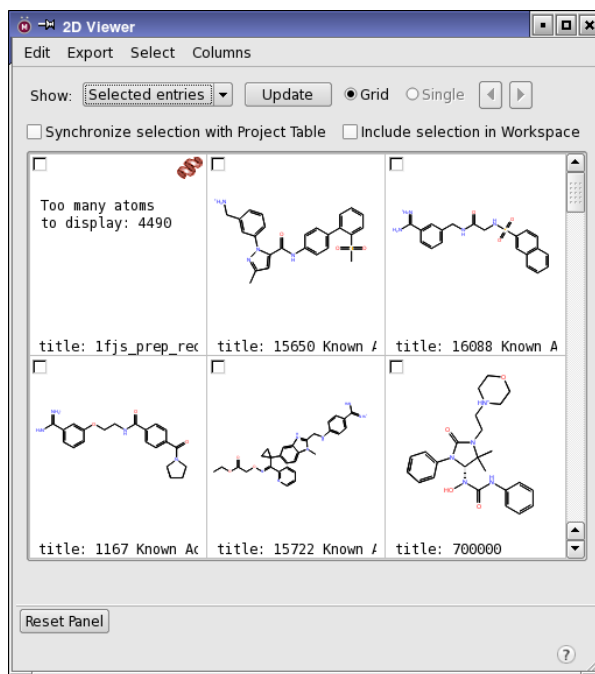 2D Viewer
Edit Export Select Columns
Show: Selected entries Update Grid Single
Synchronize selection with Project Table Include selection in Workspace
Too many atoms
to display: 4490
title: 1fjs_prep_rec
title: 15650 Known A
title: 16088 Known A
title: 1167 Known Ac
title: 15722 Known A
title: 700000
Reset Panel
?